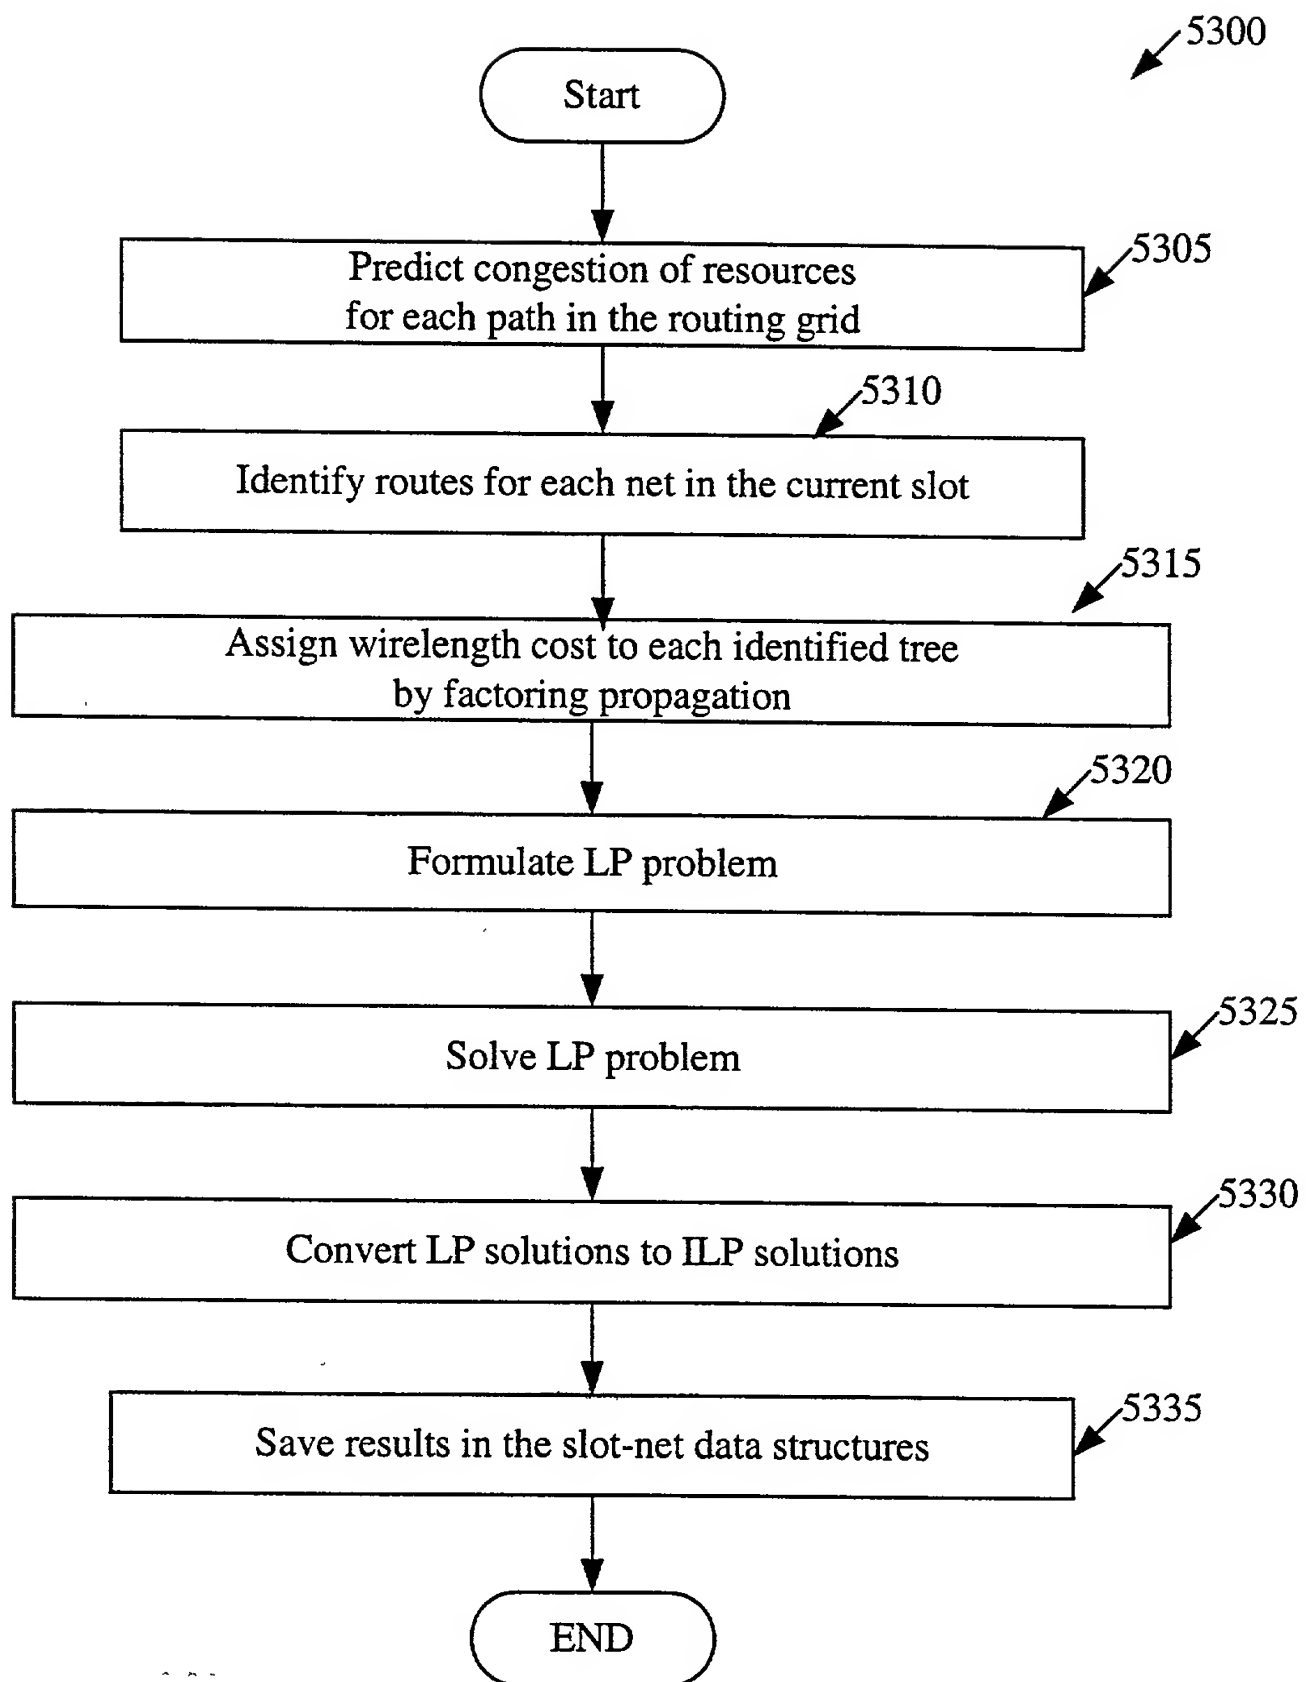 5300
Start
5305
Predict congestion of resources
for each path in the routing grid
5310
Identify routes for each net in the current slot
5315
Assign wirelength cost to each identified tree
by factoring propagation
5320
Formulate LP problem
5325
Solve LP problem
5330
Convert LP solutions to ILP solutions
5335
Save results in the slot-net data structures
END